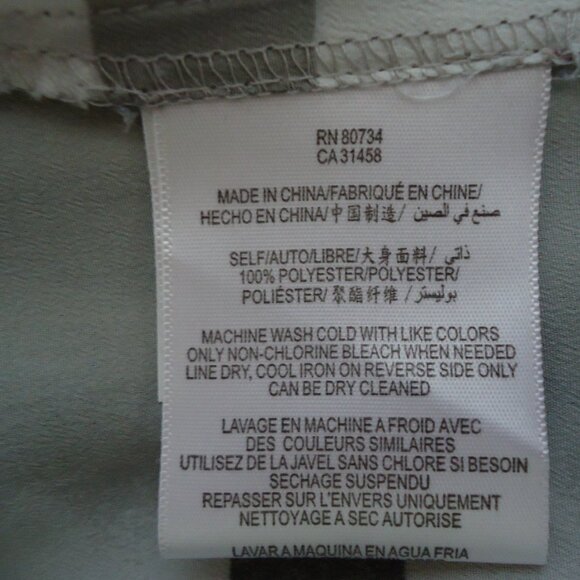 RN 80734
CA 31458
MADE IN CHINA/FABRIQUÉ EN CHINE/
HECHO EN CHINA/中国制造/ صنع في الصين
SELF/AUTO/LIBRE/大身面料/ ذاتي
100% POLYESTER/POLYESTER/
POLIÉSTER/ 聚酯纤维 / بوليستر
MACHINE WASH COLD WITH LIKE COLORS
ONLY NON-CHLORINE BLEACH WHEN NEEDED
LINE DRY, COOL IRON ON REVERSE SIDE ONLY
CAN BE DRY CLEANED
LAVAGE EN MACHINE A FROID AVEC
DES COULEURS SIMILAIRES
UTILISEZ DE LA JAVEL SANS CHLORE SI BESOIN
SECHAGE SUSPENDU
REPASSER SUR L'ENVERS UNIQUEMENT
NETTOYAGE A SEC AUTORISE
LAVAR A MAQUINA EN AGUA FRIA